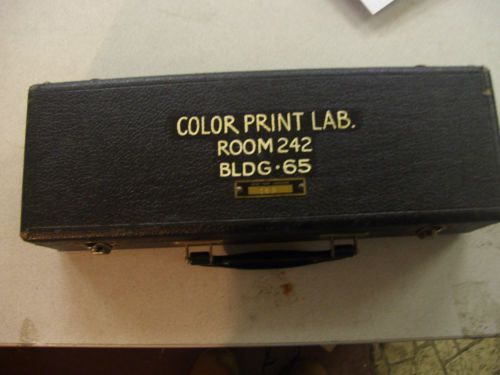 COLOR PRINT LAB.
ROOM 242
BLDG · 65